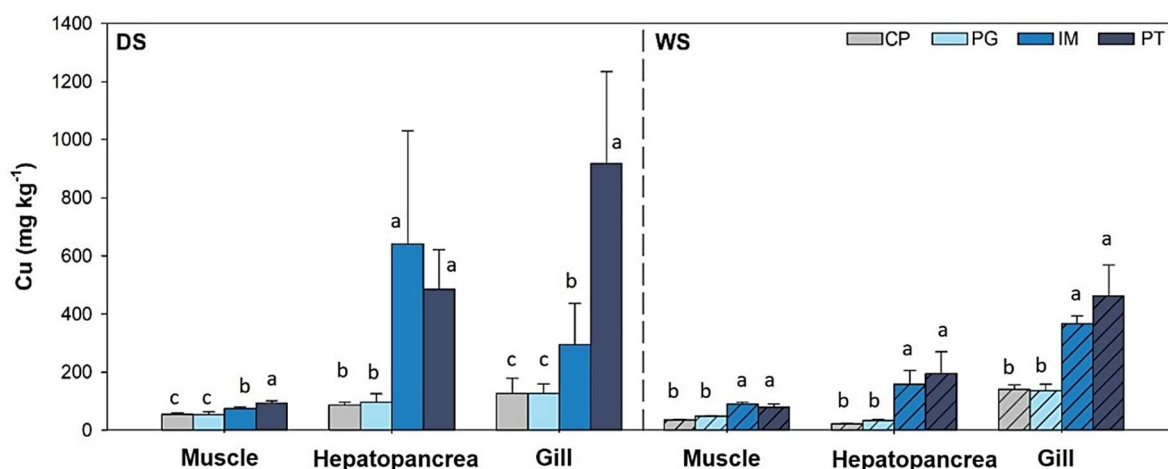 1400
DS
WS
CP PG IM PT
1200
1000
800
600
400
200
0
Cu (mg kg⁻¹)
c c b a
b b a a
c c b a
b b a a
b b a a
b b a a
Muscle Hepatopancrea Gill Muscle Hepatopancrea Gill